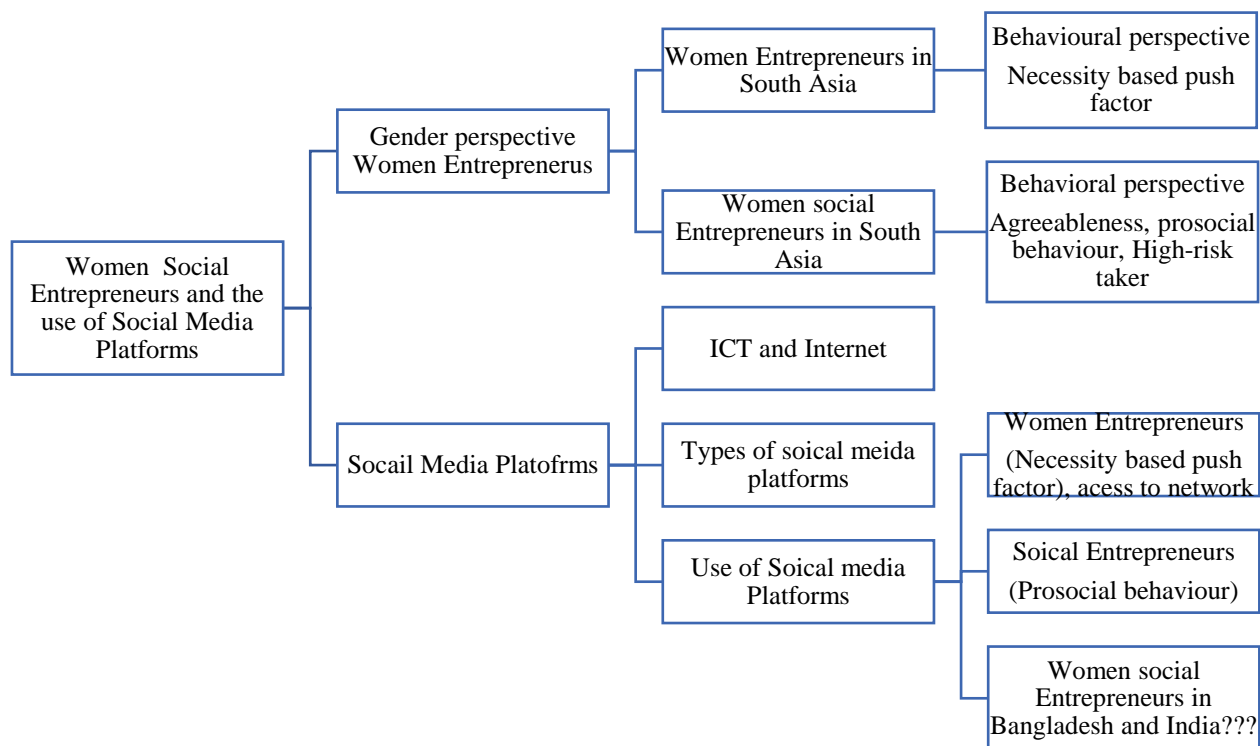 Women Social
Entrepreneurs and the
use of Social Media
Platforms
Gender perspective
Women Entreprenerus
Women Entrepreneurs in
South Asia
Behavioural perspective
Necessity based push
factor
Women social
Entrepreneurs in South
Asia
Behavioral perspective
Agreeableness, prosocial
behaviour, High-risk
taker
Socail Media Platofrms
ICT and Internet
Types of soical meida
platforms
Use of Soical media
Platforms
Women Entrepreneurs
(Necessity based push
factor), acess to network
Soical Entrepreneurs
(Prosocial behaviour)
Women social
Entrepreneurs in
Bangladesh and India???